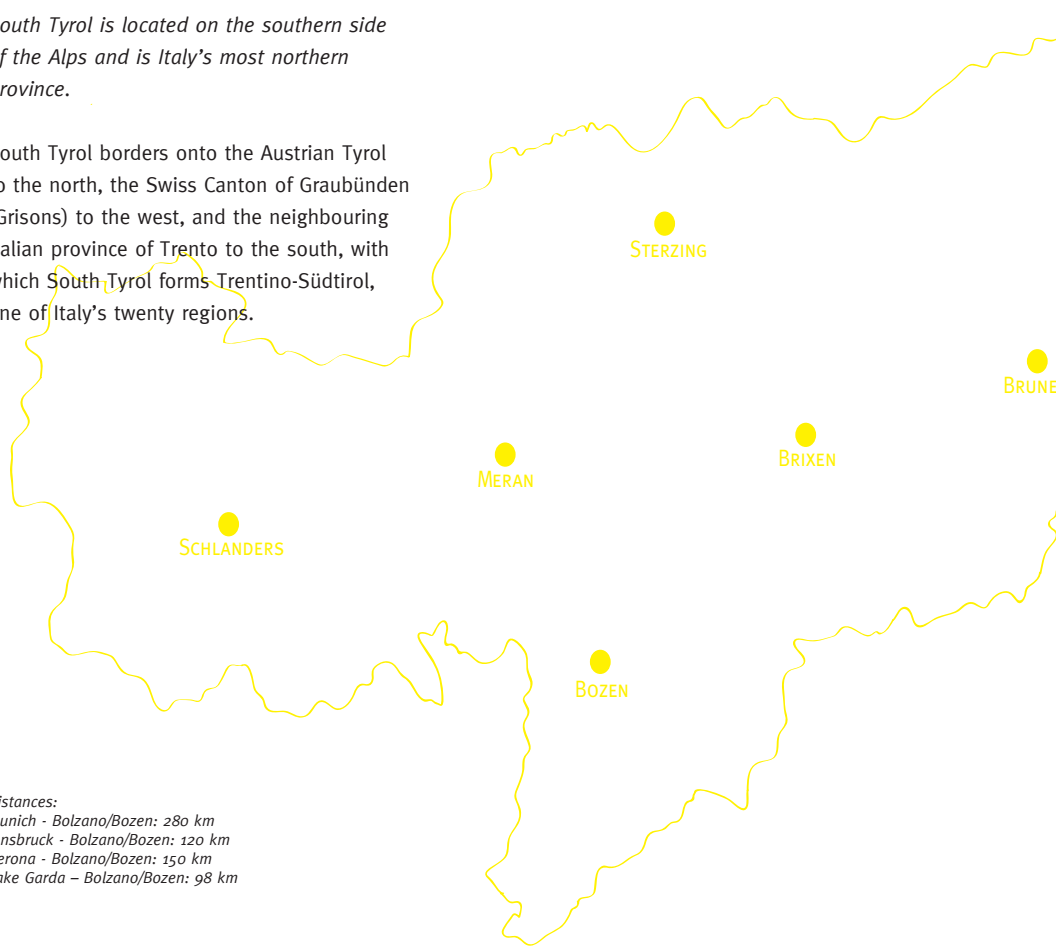 outh Tyrol is located on the southern side
f the Alps and is Italy's most northern
rovince.
outh Tyrol borders onto the Austrian Tyrol
o the north, the Swiss Canton of Graubünden
Grisons) to the west, and the neighbouring
alian province of Trento to the south, with
which South Tyrol forms Trentino-Südtirol,
ne of Italy's twenty regions.
Sterzing
Brune
Brixen
Meran
Schlanders
Bozen
istances:
unich - Bolzano/Bozen: 280 km
nsbruck - Bolzano/Bozen: 120 km
erona - Bolzano/Bozen: 150 km
ake Garda – Bolzano/Bozen: 98 km